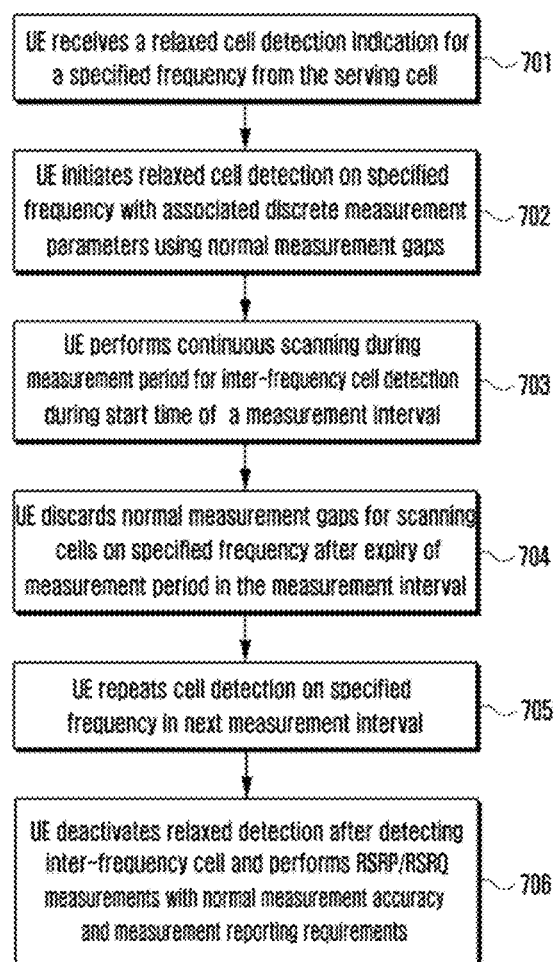 UE receives a relaxed cell detection indication for
a specified frequency from the serving cell
701
UE initiates relaxed cell detection on specified
frequency with associated discrete measurement
parameters using normal measurement gaps
702
UE performs continuous scanning during
measurement period for inter-frequency cell detection
during start time of a measurement interval
703
UE discards normal measurement gaps for scanning
cells on specified frequency after expiry of
measurement period in the measurement interval
704
UE repeats cell detection on specified
frequency in next measurement interval
705
UE deactivates relaxed detection after detecting
inter-frequency cell and performs RSRP/RSRQ
measurements with normal measurement accuracy
and measurement reporting requirements
706